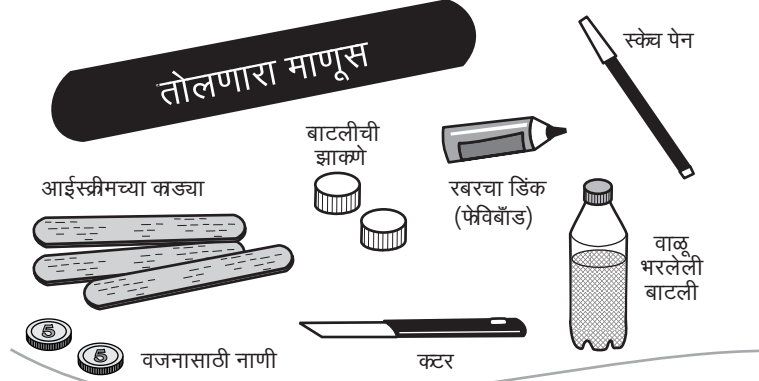 तोलणारा माणूस
स्केच पेन
बाटलीची
झाकणे
आईस्क्रीमच्या काड्या
रबरचा डिंक
(फेविबाँड)
वाळू
भरलेली
बाटली
5
5
वजनासाठी नाणी
कटर